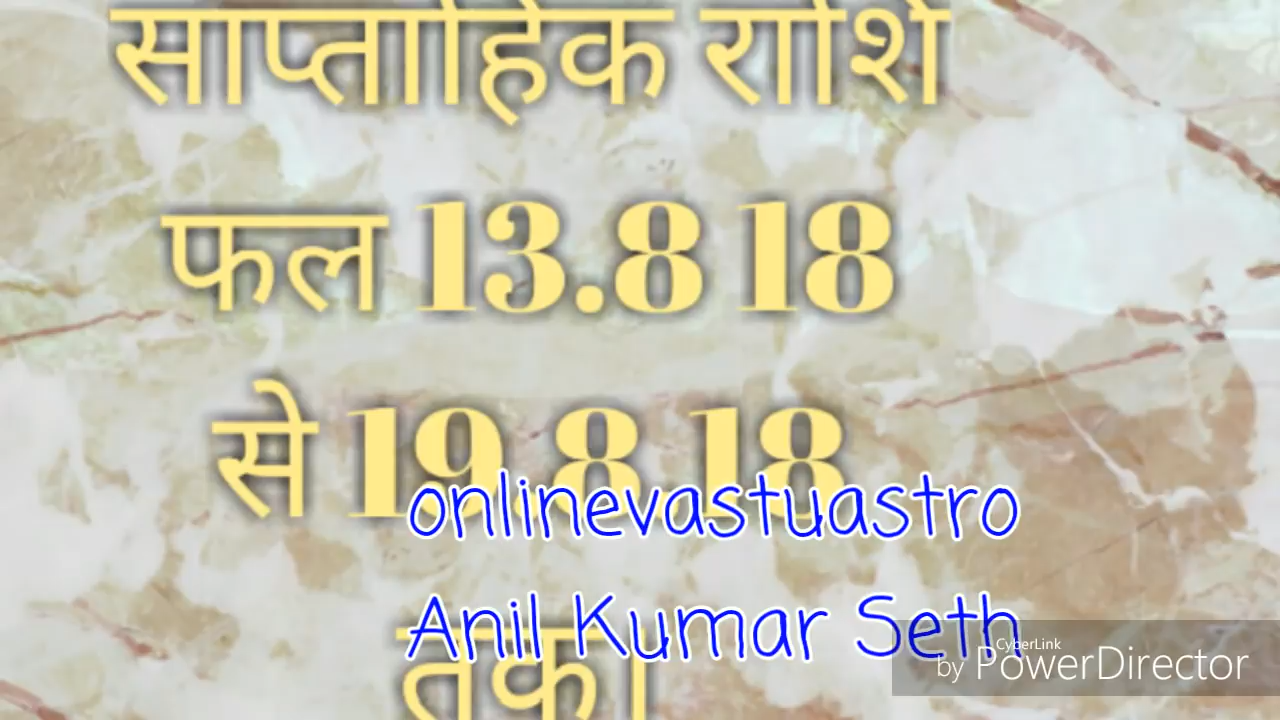 साप्ताहिक राशि
फल 13.8 18
से 19 8 18
onlinevastuastro
तक।
Anil Kumar Seth
CyberLink
by PowerDirector